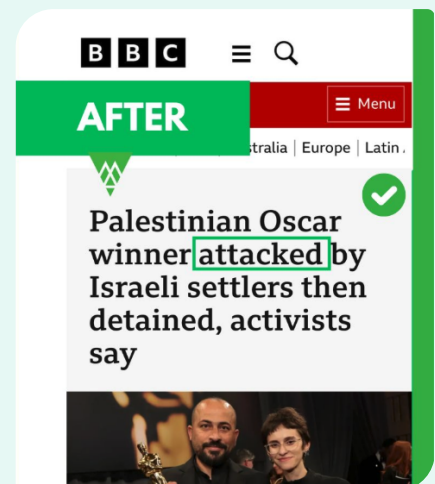 BBC
AFTER
Menu
stralia | Europe | Latin
Palestinian Oscar
winner attacked by
Israeli settlers then
detained, activists
say